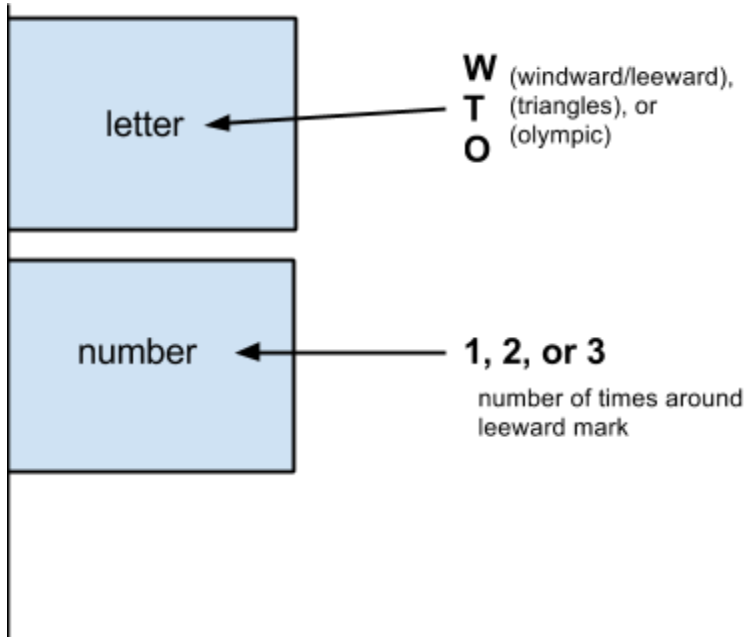 letter
W (windward/leeward),
T (triangles), or
O (olympic)
number
1, 2, or 3
number of times around
leeward mark